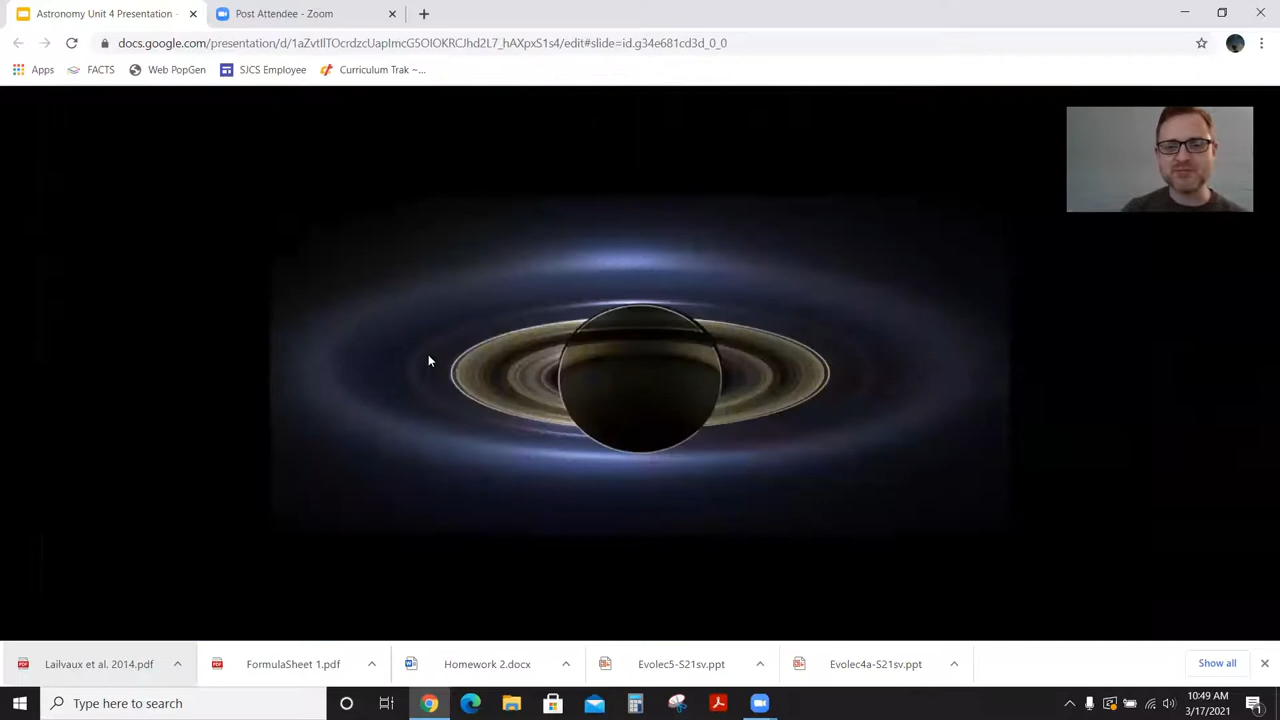 Astronomy Unit 4 Presentation -
Post Attendee - Zoom
docs.google.com/presentation/d/1aZvtIlTOcrdzcUapImcG5OIOKRCJhd2L7_hAXpxS1s4/edit#slide=id.g34e681cd3d_0_0
Apps
FACTS
Web PopGen
SJCS Employee
Curriculum Trak ~...
Lailvaux et al. 2014.pdf
FormulaSheet 1.pdf
Homework 2.docx
Evolec5-S21sv.ppt
Evolec4a-S21sv.ppt
Show all
Type here to search
10:49 AM
3/17/2021
1